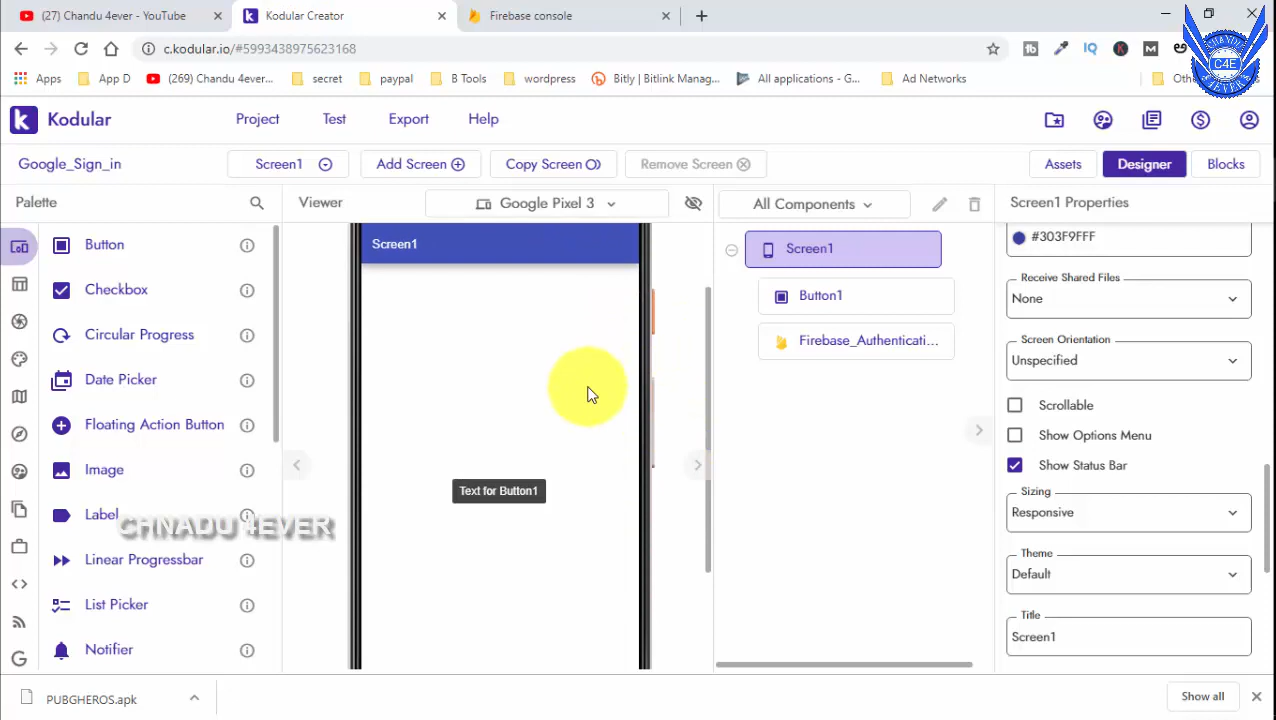 (27) Chandu 4ever - YouTube
Kodular Creator
Firebase console
c.kodular.io/#5993438975623168
tb
IQ
M
Apps
App D
(269) Chandu 4ever...
secret
paypal
B Tools
wordpress
Bitly | Bitlink Manag...
All applications - G...
Ad Networks
C4E
k
Kodular
Project
Test
Export
Help
Google_Sign_in
Screen1
Add Screen
Copy Screen
Remove Screen
Assets
Designer
Blocks
Palette
Viewer
Google Pixel 3
All Components
Screen1 Properties
Button
Checkbox
Circular Progress
Date Picker
Floating Action Button
Image
Label
Linear Progressbar
List Picker
Notifier
Screen1
Text for Button1
CHNADU 4EVER
Screen1
Button1
Firebase_Authenticati...
#303F9FFF
Receive Shared Files
None
Screen Orientation
Unspecified
Scrollable
Show Options Menu
Show Status Bar
Sizing
Responsive
Theme
Default
Title
Screen1
PUBGHEROS.apk
Show all